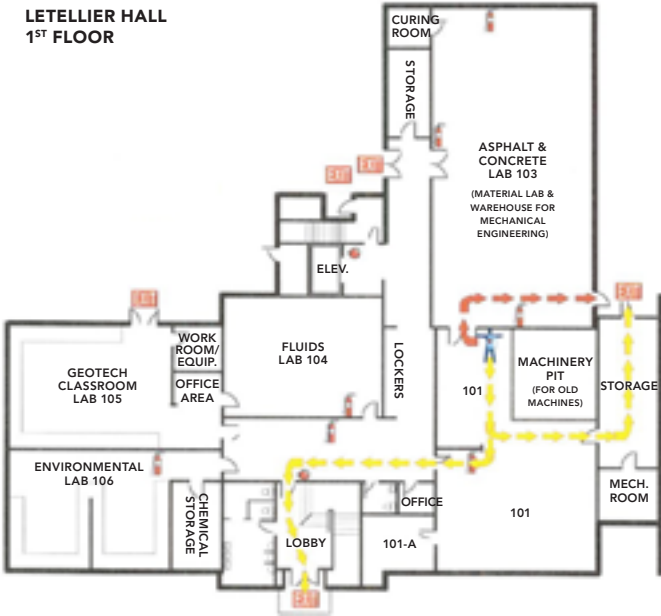 LETELLIER HALL
1ST FLOOR
CURING
ROOM
STORAGE
ASPHALT &
CONCRETE
LAB 103
(MATERIAL LAB &
WAREHOUSE FOR
MECHANICAL
ENGINEERING)
EXIT
EXIT
ELEV.
EXIT
EXIT
WORK
ROOM/
EQUIP.
GEOTECH
CLASSROOM
LAB 105
OFFICE
AREA
FLUIDS
LAB 104
LOCKERS
101
MACHINERY
PIT
(FOR OLD
MACHINES)
STORAGE
ENVIRONMENTAL
LAB 106
CHEMICAL
STORAGE
LOBBY
OFFICE
101-A
101
MECH.
ROOM
EXIT